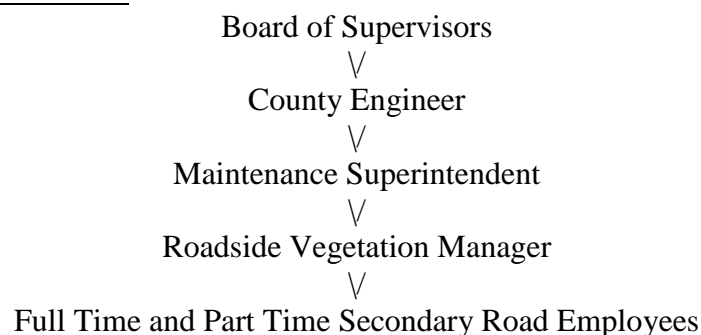 Board of Supervisors
\/
County Engineer
\/
Maintenance Superintendent
\/
Roadside Vegetation Manager
\/
Full Time and Part Time Secondary Road Employees